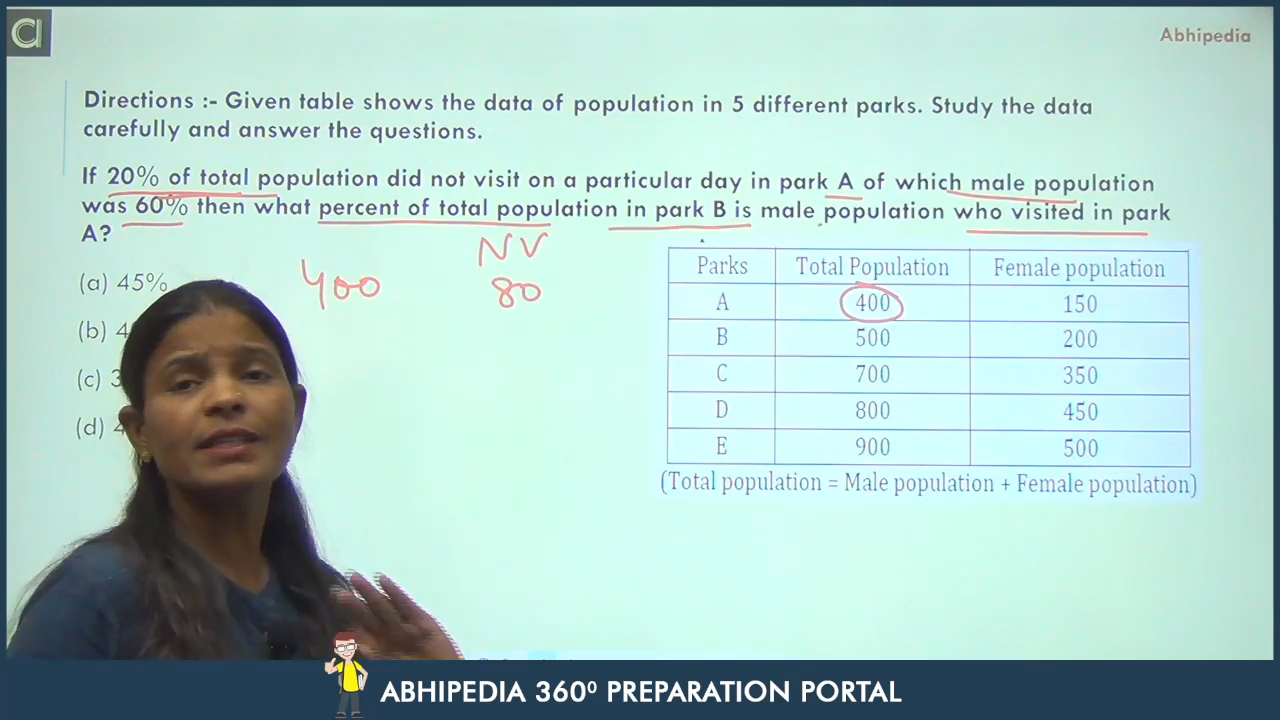 Abhipedia
Directions :- Given table shows the data of population in 5 different parks. Study the data
carefully and answer the questions.
If 20% of total population did not visit on a particular day in park A of which male population
was 60% then what percent of total population in park B is male population who visited in park
A?
NV
(a) 45%
400 80
(b) 4
(c) 3
(d) 4
Parks Total Population Female population
A 400 150
B 500 200
C 700 350
D 800 450
E 900 500
(Total population = Male population + Female population)
ABHIPEDIA 360⁰ PREPARATION PORTAL